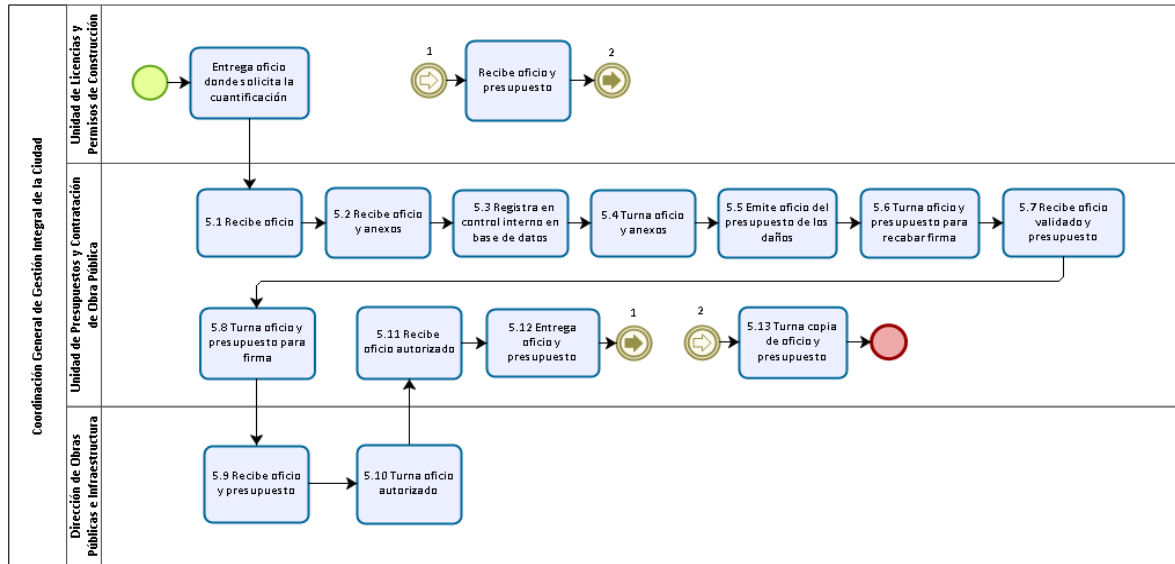 Coordinación General de Gestión Integral de la Ciudad
Unidad de Licencias y
Permisos de Construcción
Entrega oficio
donde solicita la
cuantificación
1
Recibe oficio y
presupuesto
2
Unidad de Presupuestos y Contratación
de Obra Pública
5.1 Recibe oficio
5.2 Recibe oficio
y anexos
5.3 Registra en
control interno en
base de datos
5.4 Turna oficio
y anexos
5.5 Emite oficio del
presupuesto de los
daños
5.6 Turna oficio y
presupuesto para
recabar firma
5.7 Recibe oficio
validado y
presupuesto
5.8 Turna oficio y
presupuesto para
firma
5.11 Recibe
oficio autorizado
5.12 Entrega
oficio y
presupuesto
1
2
5.13 Turna copia
de oficio y
presupuesto
Dirección de Obras
Públicas e Infraestructura
5.9 Recibe oficio
y presupuesto
5.10 Turna oficio
autorizado